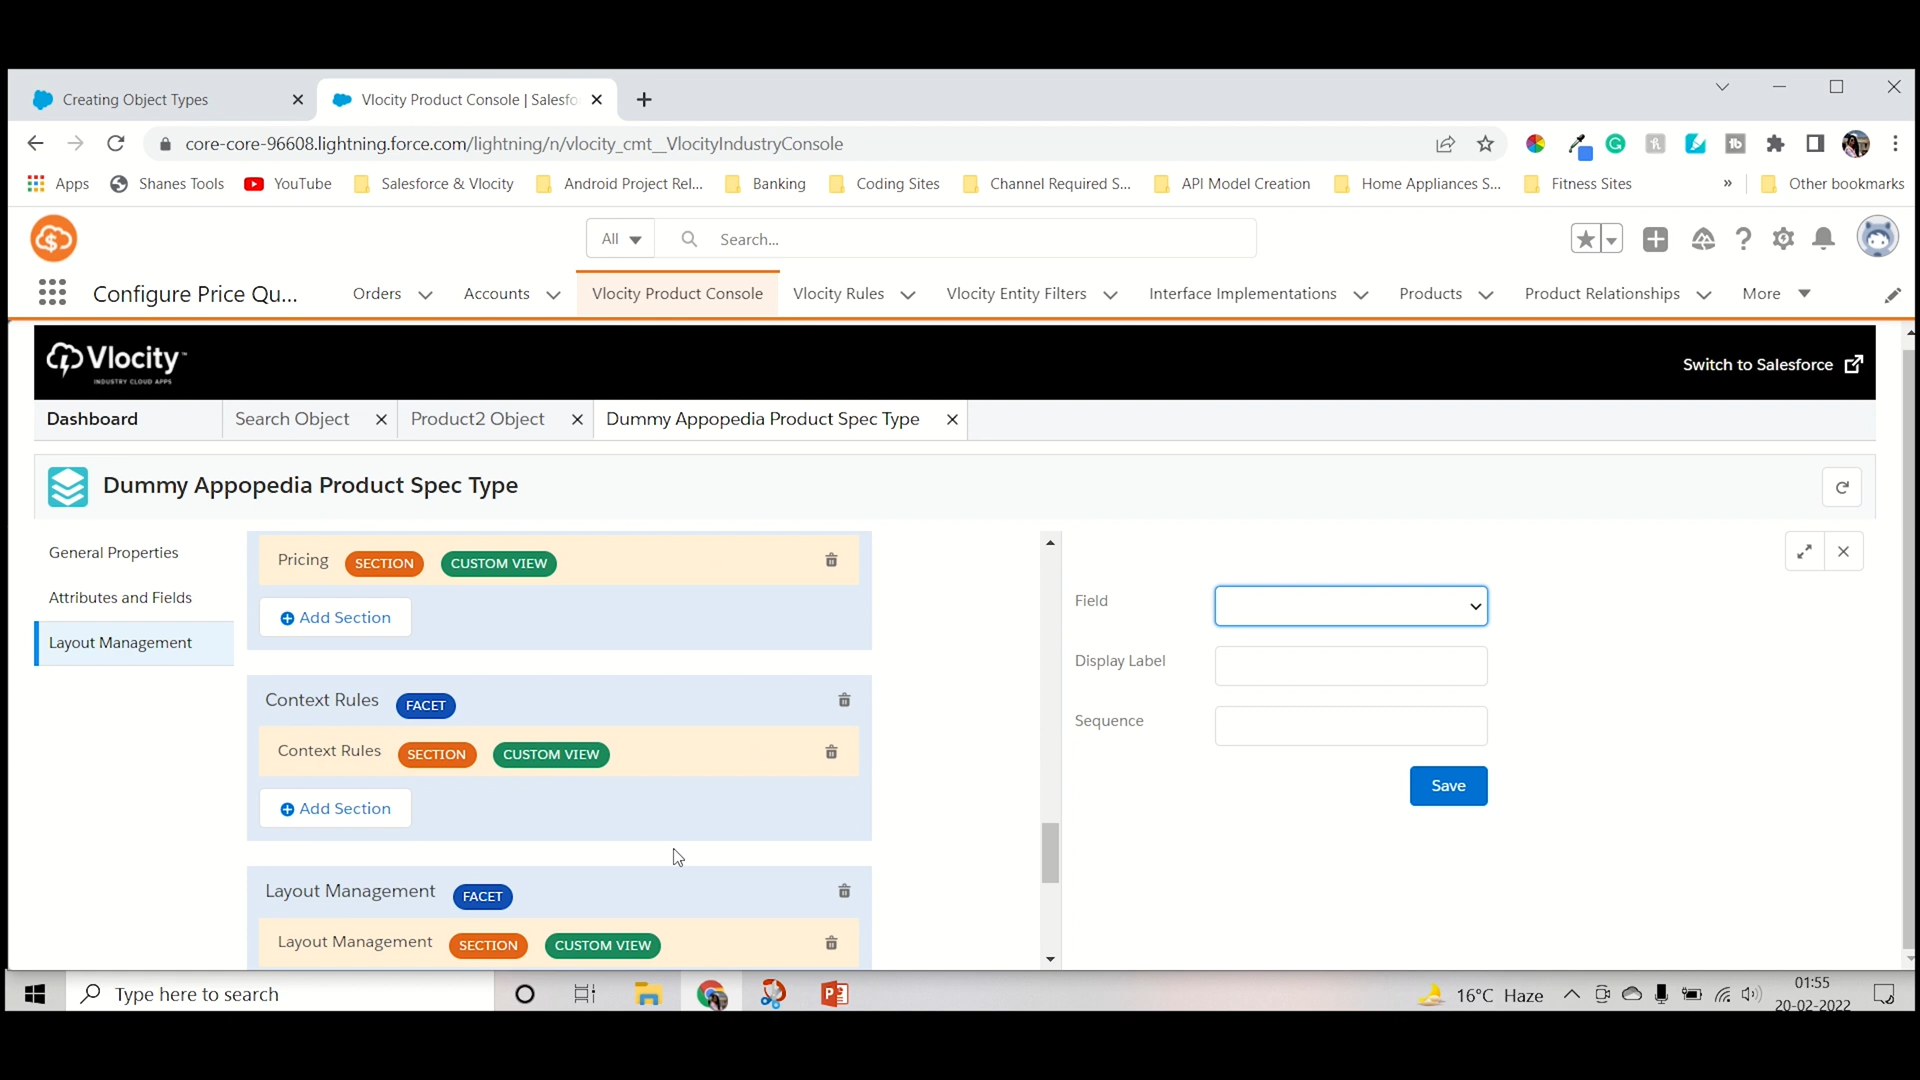 Creating Object Types
Vlocity Product Console | Salesfo
core-core-96608.lightning.force.com/lightning/n/vlocity_cmt__VlocityIndustryConsole
Apps
Shanes Tools
YouTube
Salesforce & Vlocity
Android Project Rel...
Banking
Coding Sites
Channel Required S...
API Model Creation
Home Appliances S...
Fitness Sites
»
Other bookmarks
All
Search...
Configure Price Qu...
Orders
Accounts
Vlocity Product Console
Vlocity Rules
Vlocity Entity Filters
Interface Implementations
Products
Product Relationships
More
Vlocity™
INDUSTRY CLOUD APPS
Switch to Salesforce
Dashboard
Search Object
Product2 Object
Dummy Appopedia Product Spec Type
Dummy Appopedia Product Spec Type
General Properties
Attributes and Fields
Layout Management
Pricing SECTION CUSTOM VIEW
Add Section
Context Rules FACET
Context Rules SECTION CUSTOM VIEW
Add Section
Layout Management FACET
Layout Management SECTION CUSTOM VIEW
Field
Display Label
Sequence
Save
Type here to search
16°C Haze
01:55
20-02-2022